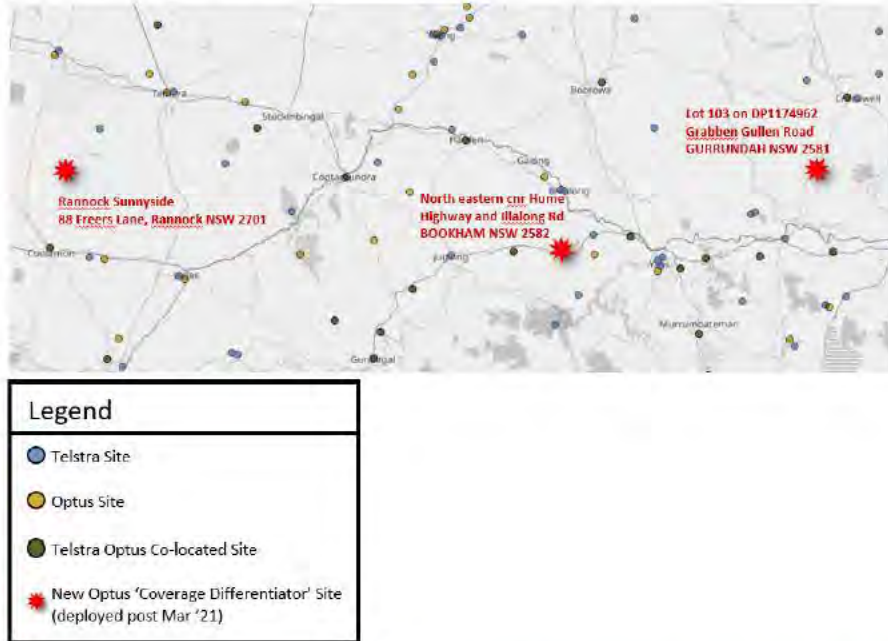 Young
Temora
Stockinbingal
Boorowa
Crookwell
Lot 103 on DP1174962
Grabben Gullen Road
GURRUNDAH NSW 2581
Harden
Galong
Cootamundra
Rannock Sunnyside
88 Freers Lane, Rannock NSW 2701
North eastern cnr Hume
Highway and Illalong Rd
BOOKHAM NSW 2582
Coolamon
Jugiong
Murrumbateman
Gundagai
Legend
Telstra Site
Optus Site
Telstra Optus Co-located Site
New Optus ‘Coverage Differentiator’ Site
(deployed post Mar ‘21)